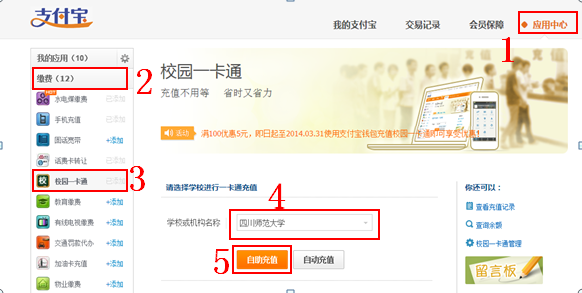 支付宝
我的支付宝 交易记录 会员保障 应用中心
1
我的应用（10）
缴费（12）
2
HOT
水电煤缴费 已添加
手机充值 已添加
固话宽带 +添加
话费卡转让 已添加
校园一卡通 已添加
3
教育缴费 +添加
有线电视缴费 +添加
交通罚款代办 +添加
加油卡充值 +添加
物业缴费 +添加
校园一卡通
充值不用等 省时又省力
活动 满100优惠5元，即日起至2014.03.31使用支付宝钱包充值校园一卡通即可享受优惠！
请选择学校进行一卡通充值
4
学校或机构名称 四川师范大学
5
自助充值 自动充值
你还可以：
查看充值记录
查询余额
校园一卡通管理
留言板